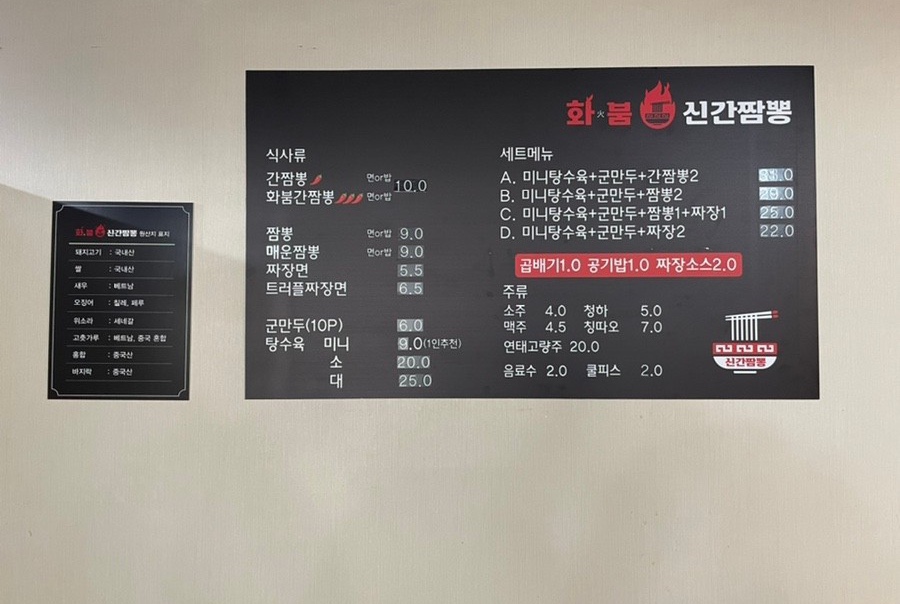 화·붐 신간짬뽕 원산지 표지
돼지고기 : 국내산
쌀 : 국내산
새우 : 베트남
오징어 : 칠레, 페루
위소라 : 세네갈
고춧가루 : 베트남, 중국 혼합
홍합 : 중국산
바지락 : 중국산
화火붐 신간짬뽕
식사류
간짬뽕 면or밥 10.0
화붐간짬뽕 면or밥
짬뽕 면or밥 9.0
매운짬뽕 면or밥 9.0
짜장면 5.5
트러플짜장면 6.5
군만두(10P) 6.0
탕수육 미니 9.0(1인추천)
소 20.0
대 25.0
세트메뉴
A. 미니탕수육+군만두+간짬뽕2
B. 미니탕수육+군만두+짬뽕2
C. 미니탕수육+군만두+짬뽕1+짜장1 25.0
D. 미니탕수육+군만두+짜장2 22.0
곱배기1.0 공기밥1.0 짜장소스2.0
주류
소주 4.0 청하 5.0
맥주 4.5 칭따오 7.0
연태고량주 20.0
음료수 2.0 쿨피스 2.0
신간짬뽕